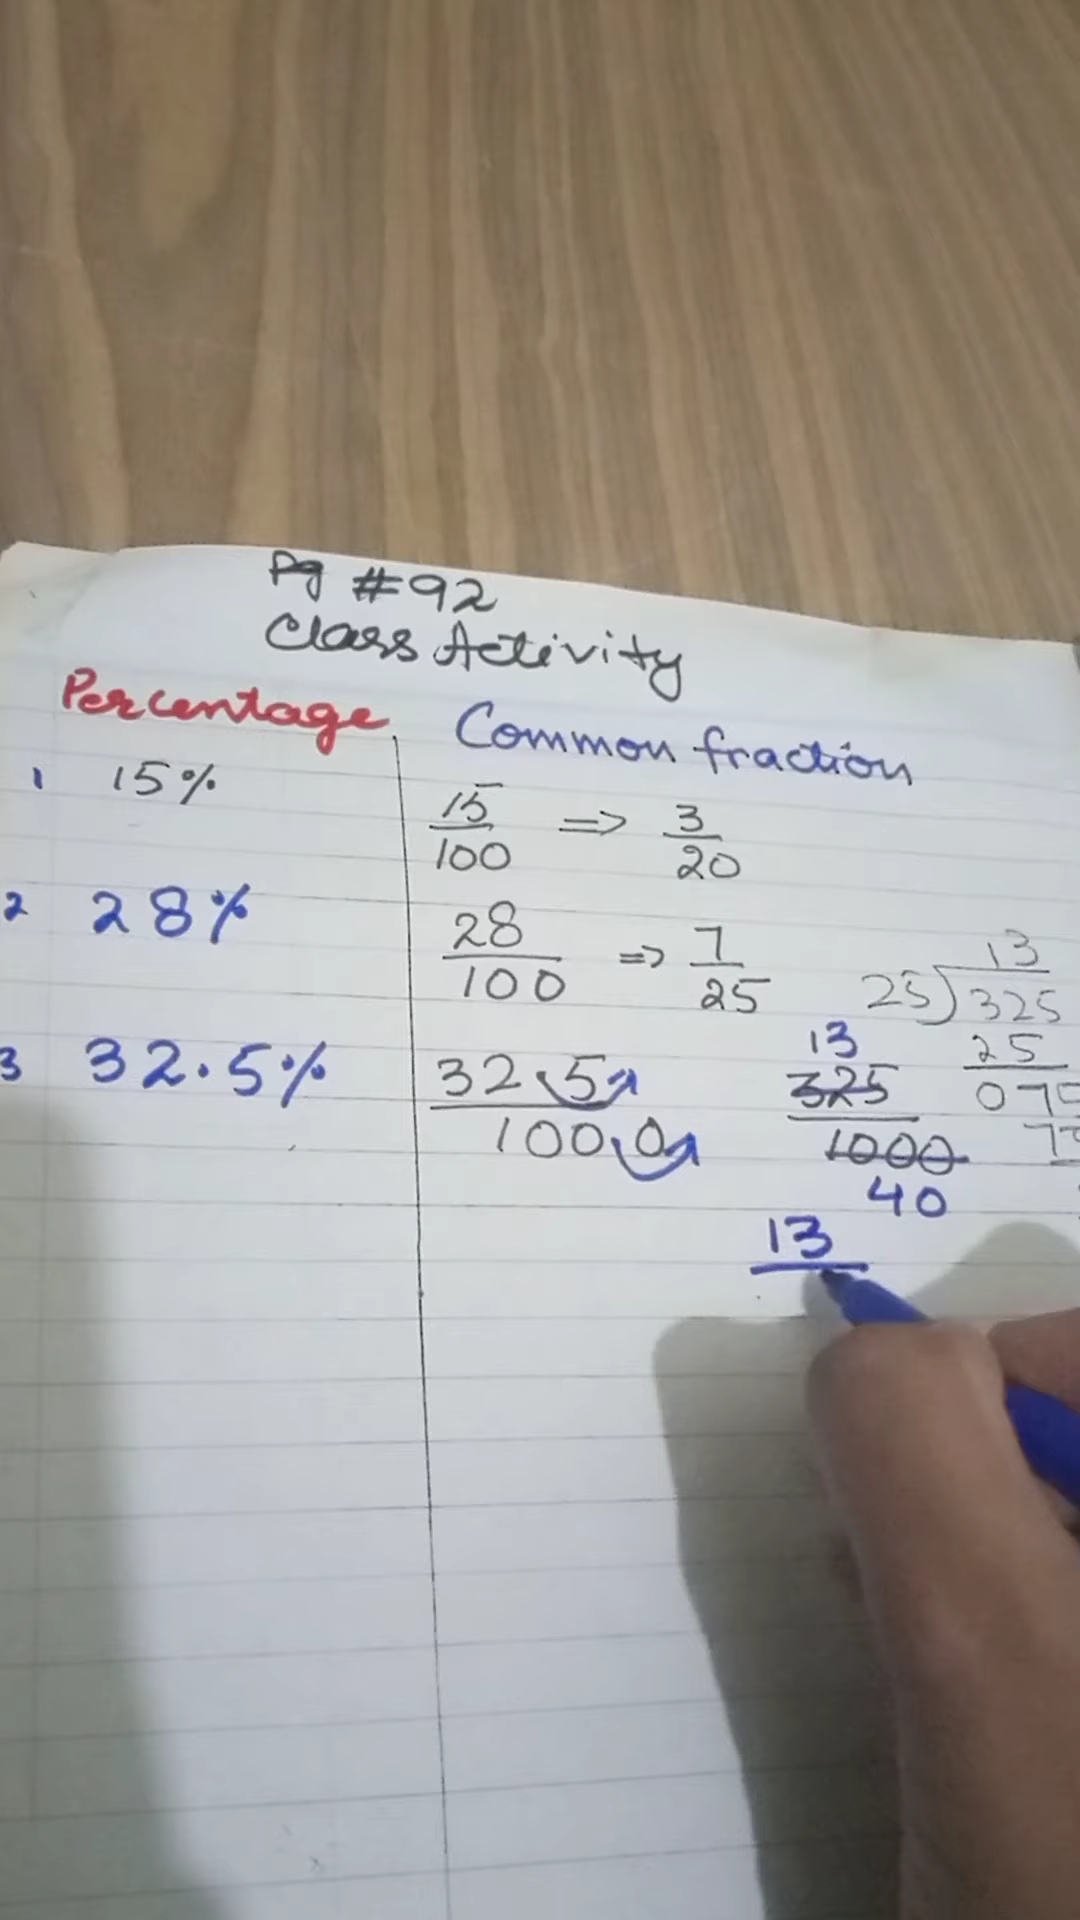 Pg #92
Class Activity
Percentage Common fraction
1 15% 15/100 => 3/20
2 28% 28/100 => 7/25
3 32.5% 32.5/100.0 325/1000
13
40
13
13
25)325
25
075